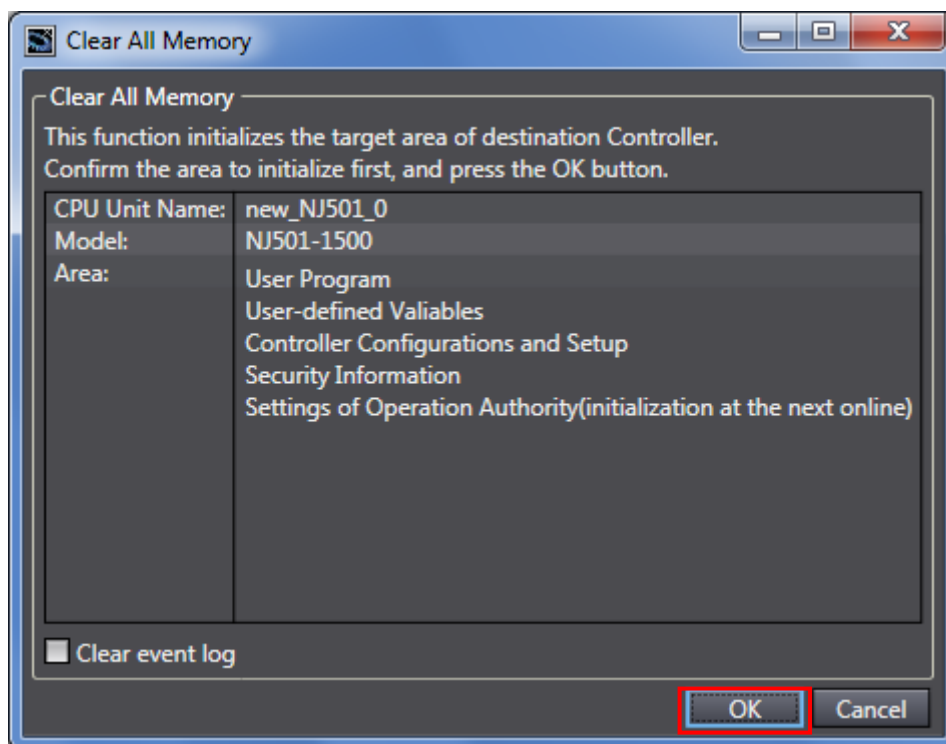 Clear All Memory
Clear All Memory
This function initializes the target area of destination Controller.
Confirm the area to initialize first, and press the OK button.
CPU Unit Name: new_NJ501_0
Model: NJ501-1500
Area: User Program
User-defined Valiables
Controller Configurations and Setup
Security Information
Settings of Operation Authority(initialization at the next online)
Clear event log
OK Cancel